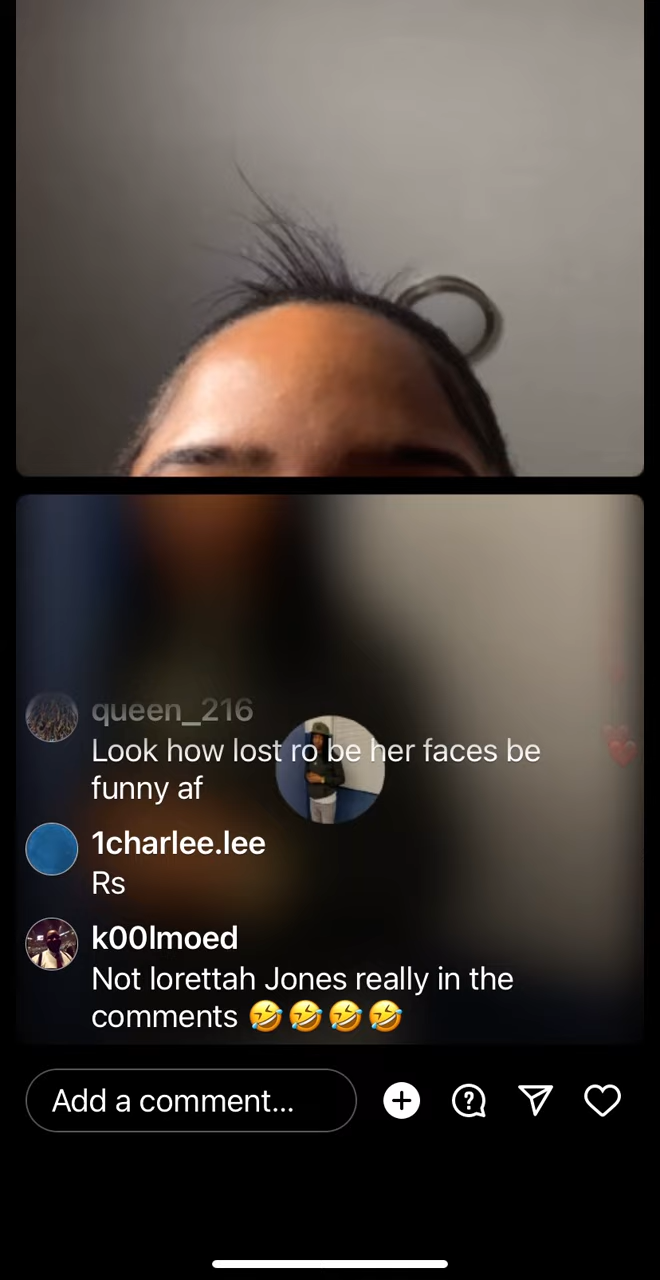 queen_216
Look how lost ro be her faces be
funny af
1charlee.lee
Rs
k00lmoed
Not lorettah Jones really in the
comments 🤣🤣🤣🤣
Add a comment...